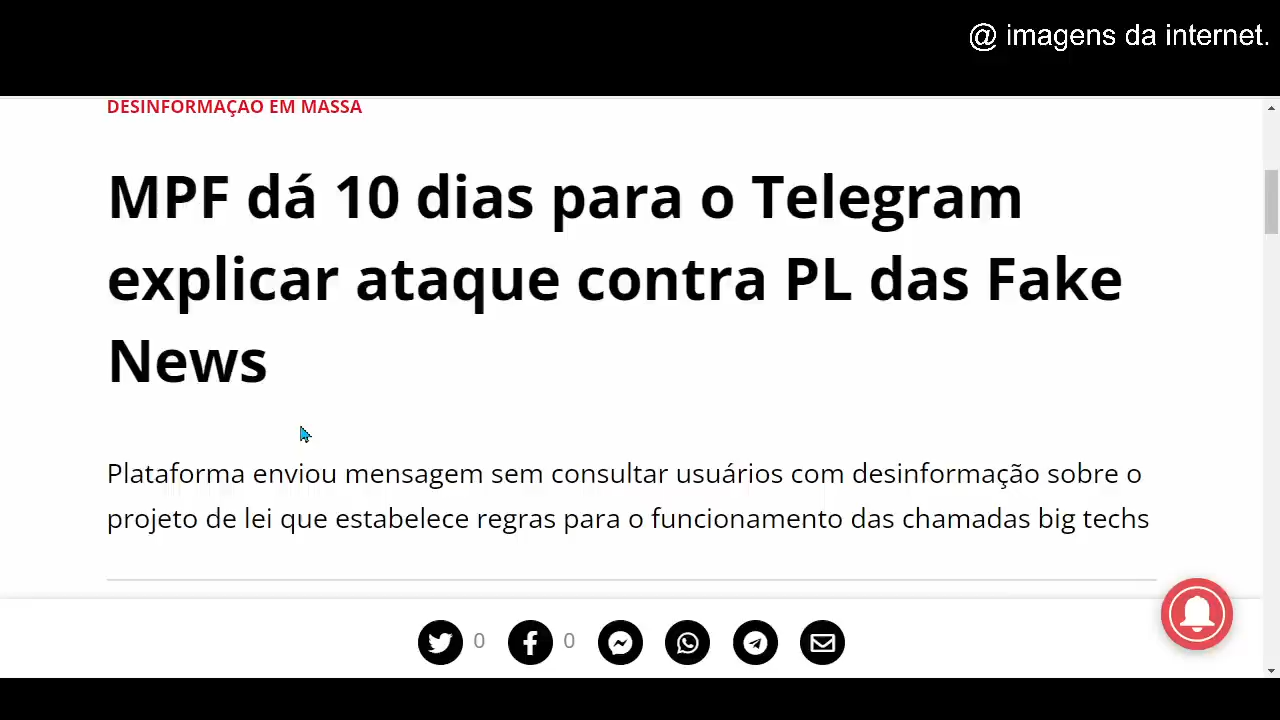 @ imagens da internet.
DESINFORMAÇÃO EM MASSA
MPF dá 10 dias para o Telegram
explicar ataque contra PL das Fake
News
Plataforma enviou mensagem sem consultar usuários com desinformação sobre o
projeto de lei que estabelece regras para o funcionamento das chamadas big techs
0
0